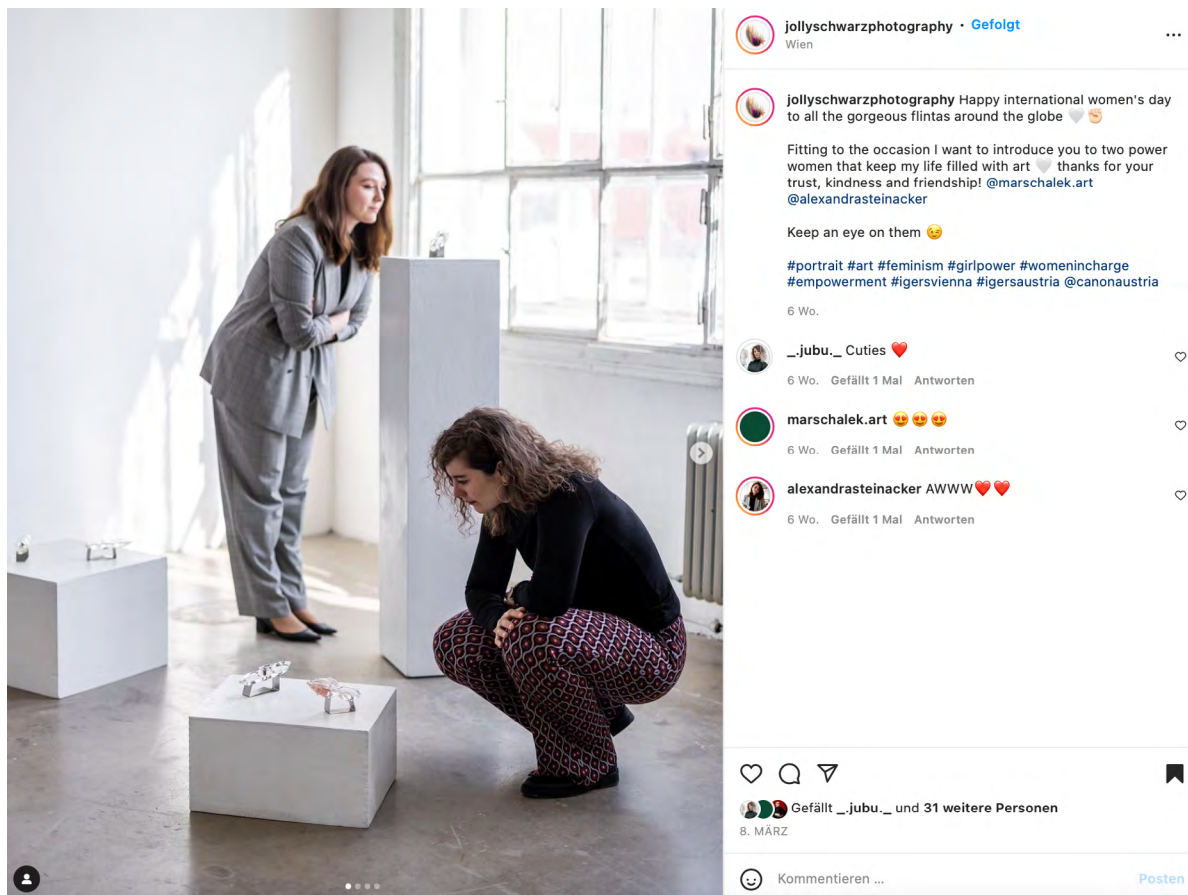 jollyschwarzphotography • Gefolgt
Wien
jollyschwarzphotography Happy international women's day
to all the gorgeous flintas around the globe 🤍✊🏻
Fitting to the occasion I want to introduce you to two power
women that keep my life filled with art 🤍 thanks for your
trust, kindness and friendship! @marschalek.art
@alexandrasteinacker
Keep an eye on them 😉
#portrait #art #feminism #girlpower #womenincharge
#empowerment #igersvienna #igersaustria @canonaustria
6 Wo.
_.jubu._ Cuties ❤️
6 Wo. Gefällt 1 Mal Antworten
marschalek.art 😍😍😍
6 Wo. Gefällt 1 Mal Antworten
alexandrasteinacker AWWW❤️❤️
6 Wo. Gefällt 1 Mal Antworten
Gefällt _.jubu._ und 31 weitere Personen
8. MÄRZ
Kommentieren ...
Posten